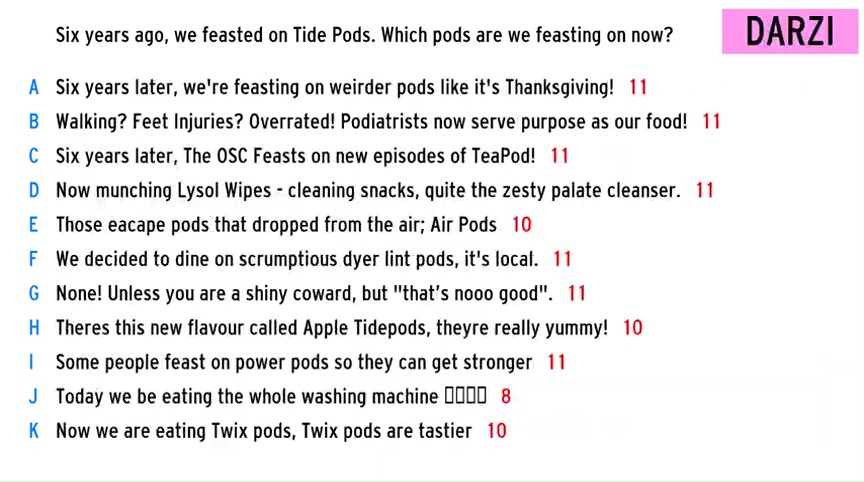 Six years ago, we feasted on Tide Pods. Which pods are we feasting on now?
DARZI
A Six years later, we're feasting on weirder pods like it's Thanksgiving! 11
B Walking? Feet Injuries? Overrated! Podiatrists now serve purpose as our food! 11
C Six years later, The OSC Feasts on new episodes of TeaPod! 11
D Now munching Lysol Wipes - cleaning snacks, quite the zesty palate cleanser. 11
E Those eacape pods that dropped from the air; Air Pods 10
F We decided to dine on scrumptious dyer lint pods, it's local. 11
G None! Unless you are a shiny coward, but "that's nooo good". 11
H Theres this new flavour called Apple Tidepods, theyre really yummy! 10
I Some people feast on power pods so they can get stronger 11
J Today we be eating the whole washing machine ▯▯▯▯ 8
K Now we are eating Twix pods, Twix pods are tastier 10